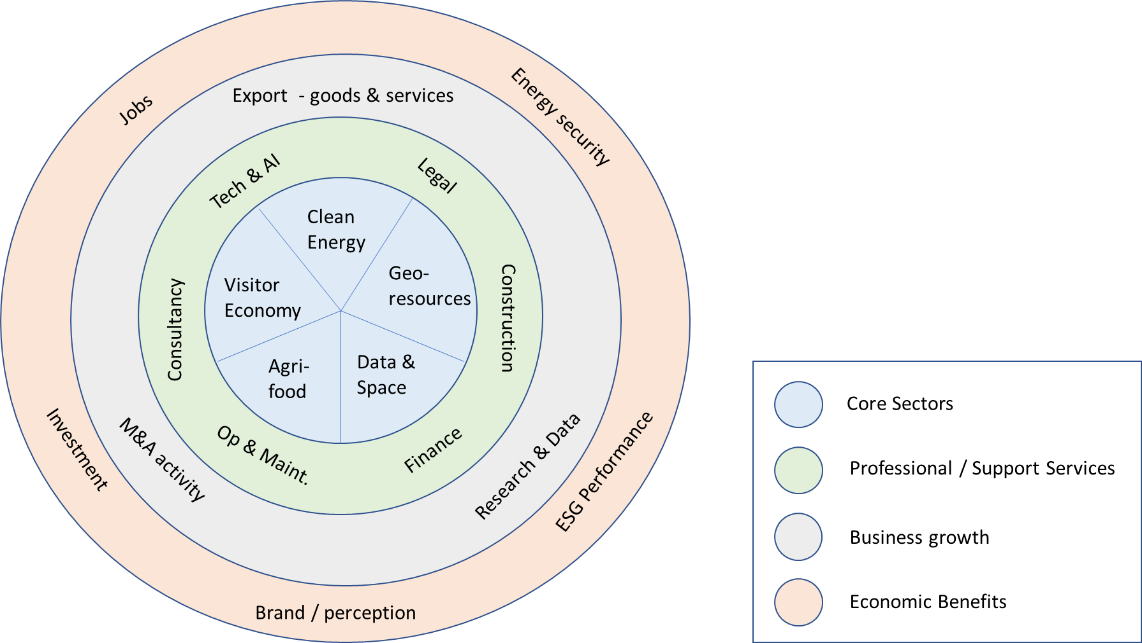 Jobs
Energy security
Export - goods & services
Tech & AI
Legal
Clean
Energy
Geo-
resources
Visitor
Economy
Consultancy
Construction
Agri-
food
Data &
Space
Op & Maint.
Finance
M&A activity
Research & Data
Investment
ESG Performance
Brand / perception
Core Sectors
Professional / Support Services
Business growth
Economic Benefits